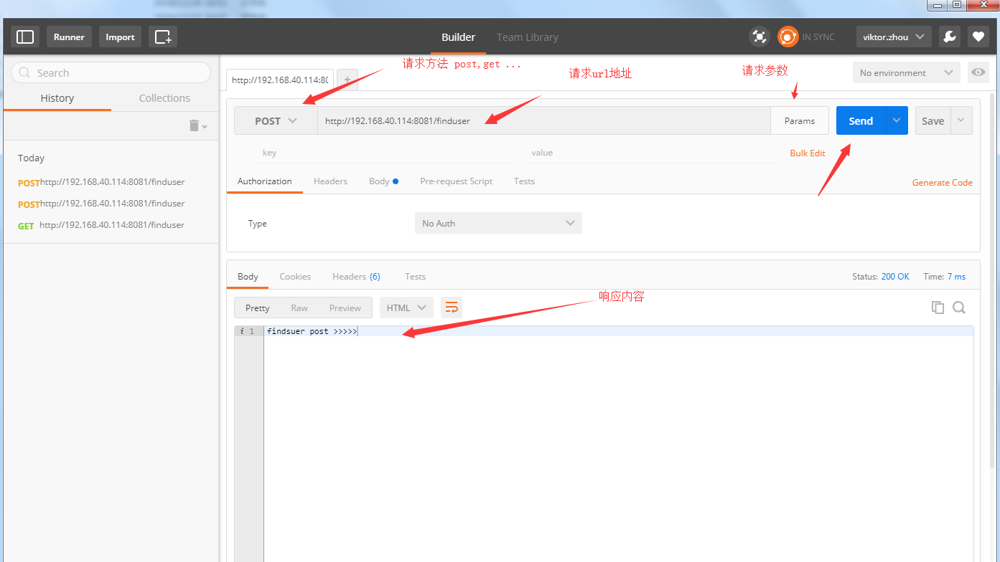 Runner
Import
Builder
Team Library
IN SYNC
viktor.zhou
Search
History
Collections
Today
POST http://192.168.40.114:8081/finduser
POST http://192.168.40.114:8081/finduser
GET http://192.168.40.114:8081/finduser
请求方法 post,get ...
请求url地址
请求参数
http://192.168.40.114:80
+
No environment
POST
http://192.168.40.114:8081/finduser
Params
Send
Save
key
value
Bulk Edit
Authorization
Headers
Body
Pre-request Script
Tests
Generate Code
Type
No Auth
Body
Cookies
Headers (6)
Tests
Status: 200 OK
Time: 7 ms
响应内容
Pretty
Raw
Preview
HTML
i 1
findsuer post >>>>>